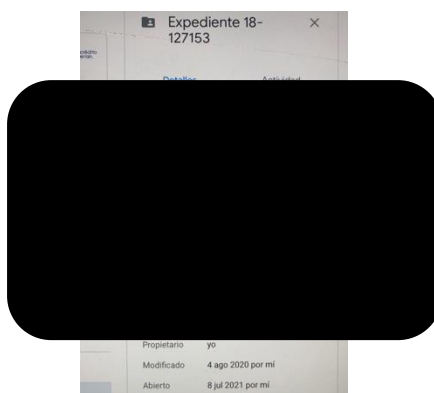 Expediente 18-
127153
Detalles
Actividad
Propietario yo
Modificado 4 ago 2020 por mí
Abierto 8 jul 2021 por mí